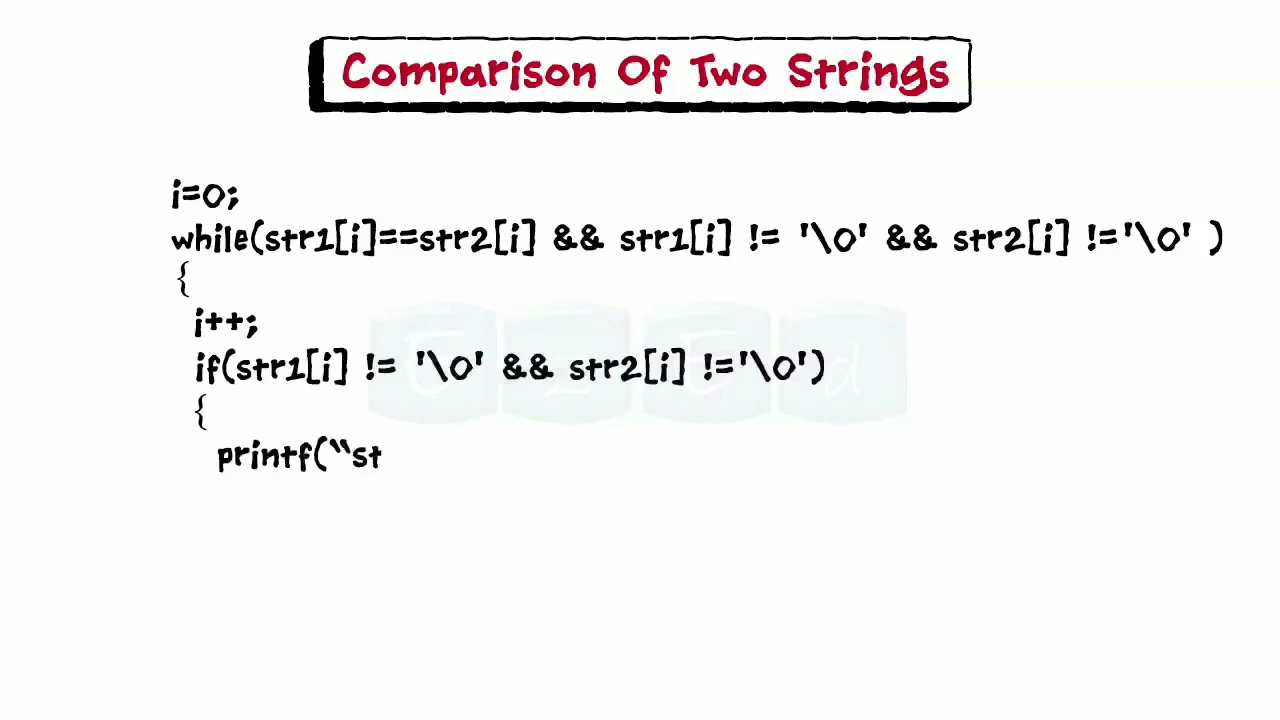 Comparison Of Two Strings
i=0;
while(str1[i]==str2[i] && str1[i] != '\0' && str2[i] !='\0' )
{
i++;
if(str1[i] != '\0' && str2[i] !='\0')
{
printf(“st